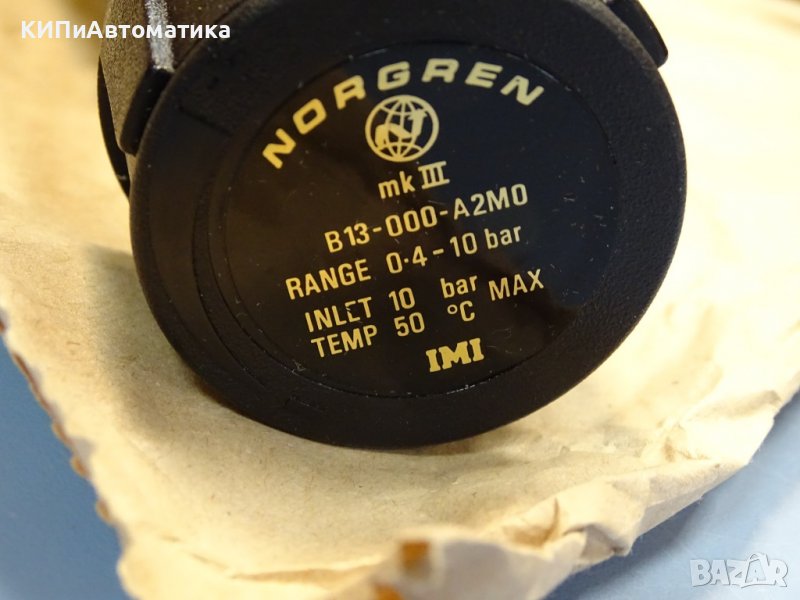 КИПиАвтоматика
NORGREN
mk III
B13-000-A2M0
RANGE 0·4-10 bar
INLET 10 bar MAX
TEMP 50 °C
IMI
BAZAR